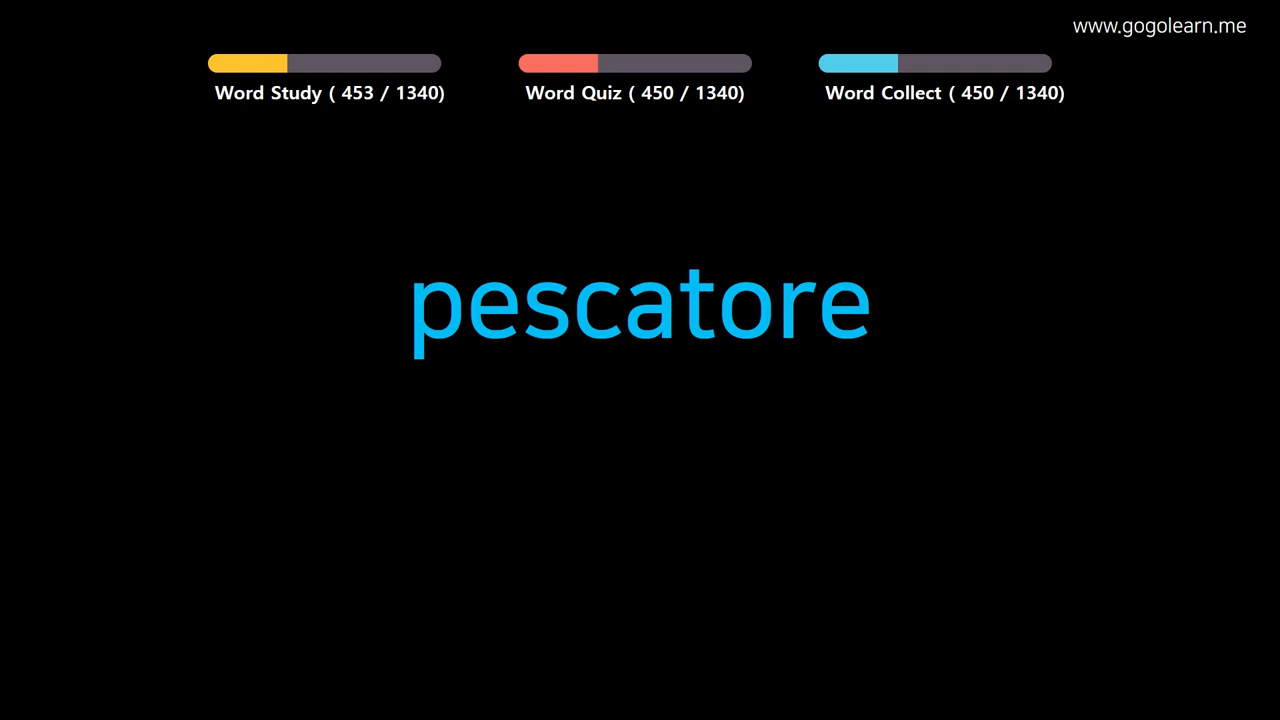 www.gogolearn.me
Word Study ( 453 / 1340)
Word Quiz ( 450 / 1340)
Word Collect ( 450 / 1340)
pescatore